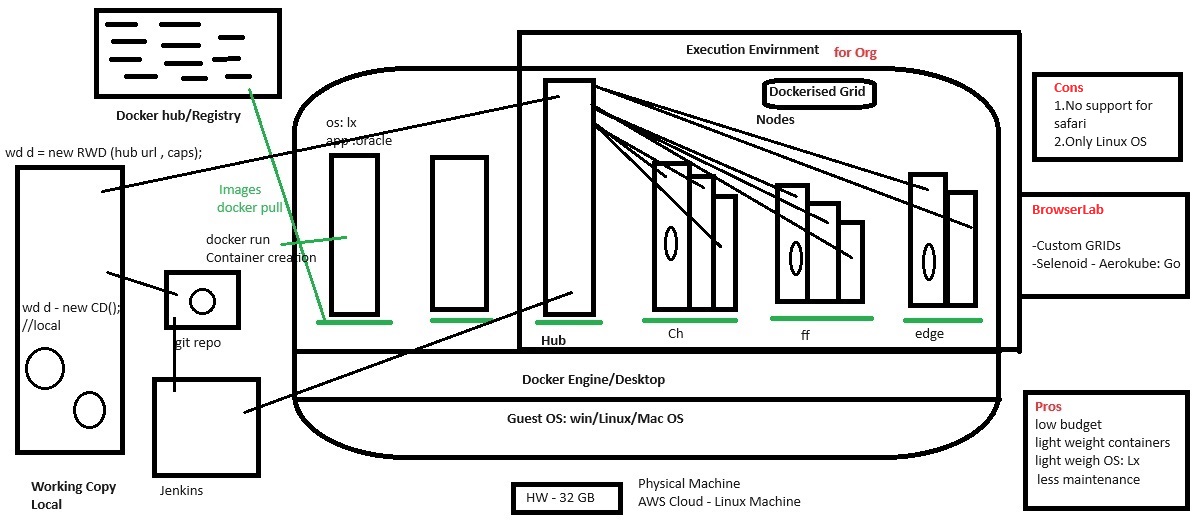 Execution Envirnment for Org
Dockerised Grid
Nodes
Docker hub/Registry
os: lx
app :oracle
wd d = new RWD (hub url , caps);
Images
docker pull
docker run
Container creation
wd d - new CD();
//local
git repo
Jenkins
Working Copy
Local
Hub
Ch
ff
edge
Docker Engine/Desktop
Guest OS: win/Linux/Mac OS
HW - 32 GB
Physical Machine
AWS Cloud - Linux Machine
Cons
1.No support for
safari
2.Only Linux OS
BrowserLab
-Custom GRIDs
-Selenoid - Aerokube: Go
Pros
low budget
light weight containers
light weigh OS: Lx
less maintenance